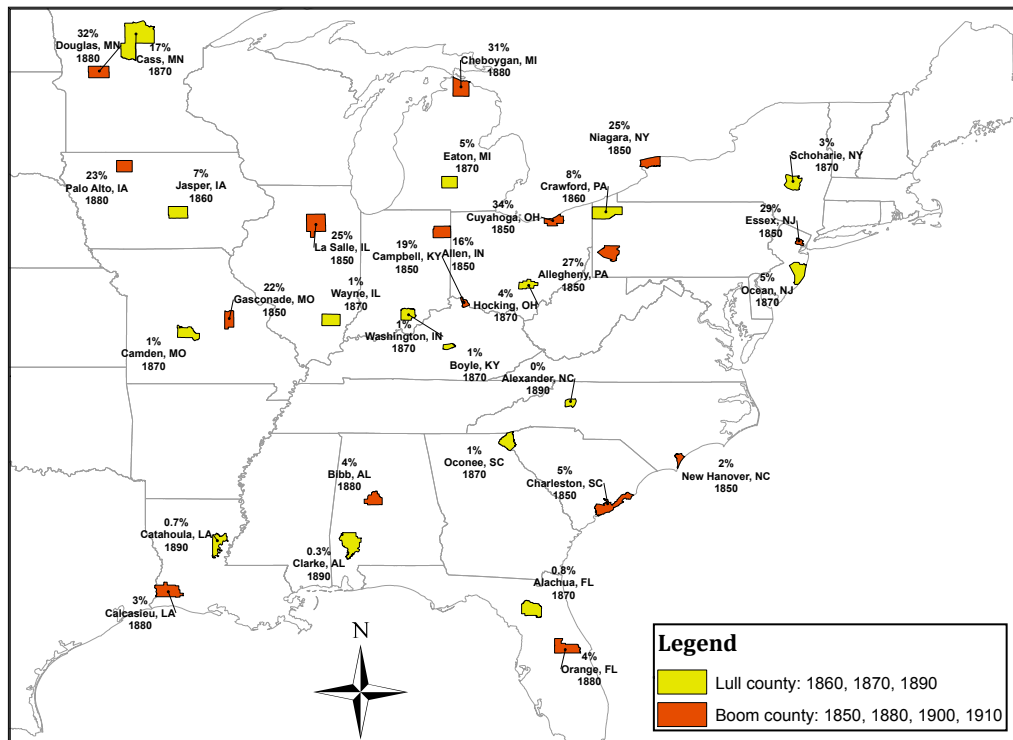 32%
Douglas, MN
1880
17%
Cass, MN
1870
31%
Cheboygan, MI
1880
25%
Niagara, NY
1850
3%
Schoharie, NY
1870
5%
Eaton, MI
1870
23%
Palo Alto, IA
1880
7%
Jasper, IA
1860
8%
Crawford, PA
1860
34%
Cuyahoga, OH
1850
29%
Essex, NJ
1850
25%
La Salle, IL
1850
19%
Campbell, KY
1850
16%
Allen, IN
1850
27%
Allegheny, PA
1850
5%
Ocean, NJ
1870
22%
Gasconade, MO
1850
1%
Wayne, IL
1870
4%
Hocking, OH
1870
1%
Camden, MO
1870
1%
Washington, IN
1870
1%
Boyle, KY
1870
0%
Alexander, NC
1890
1%
Oconee, SC
1870
4%
Bibb, AL
1880
5%
Charleston, SC
1850
2%
New Hanover, NC
1850
0.7%
Catahoula, LA
1890
0.3%
Clarke, AL
1890
0.8%
Alachua, FL
1870
3%
Calcasieu, LA
1880
4%
Orange, FL
1880
N
Legend
Lull county: 1860, 1870, 1890
Boom county: 1850, 1880, 1900, 1910